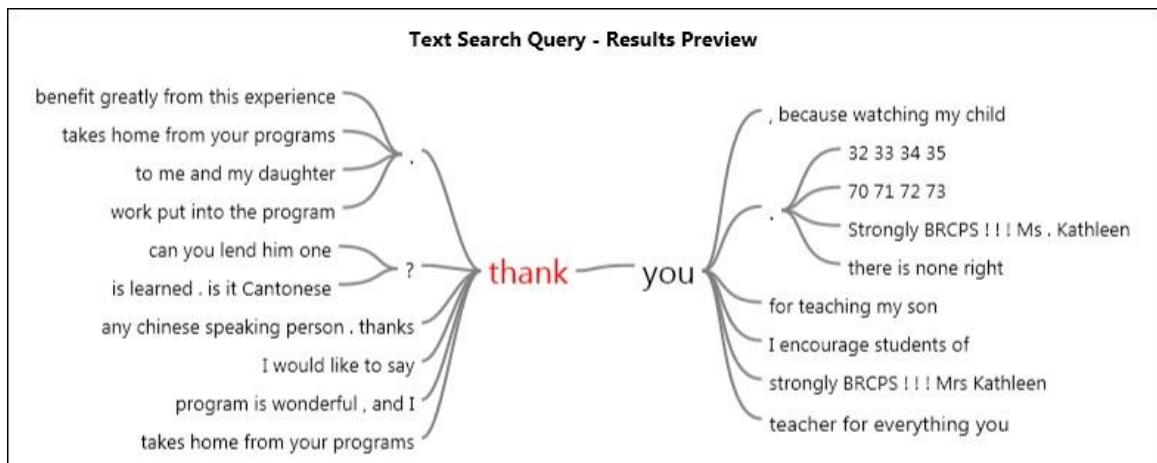 Text Search Query - Results Preview
benefit greatly from this experience
takes home from your programs
to me and my daughter
work put into the program
.
can you lend him one
is learned . is it Cantonese
?
any chinese speaking person . thanks
I would like to say
program is wonderful , and I
takes home from your programs
thank
you
, because watching my child
.
32 33 34 35
70 71 72 73
Strongly BRCPS ! ! ! Ms . Kathleen
there is none right
for teaching my son
I encourage students of
strongly BRCPS ! ! ! Mrs Kathleen
teacher for everything you